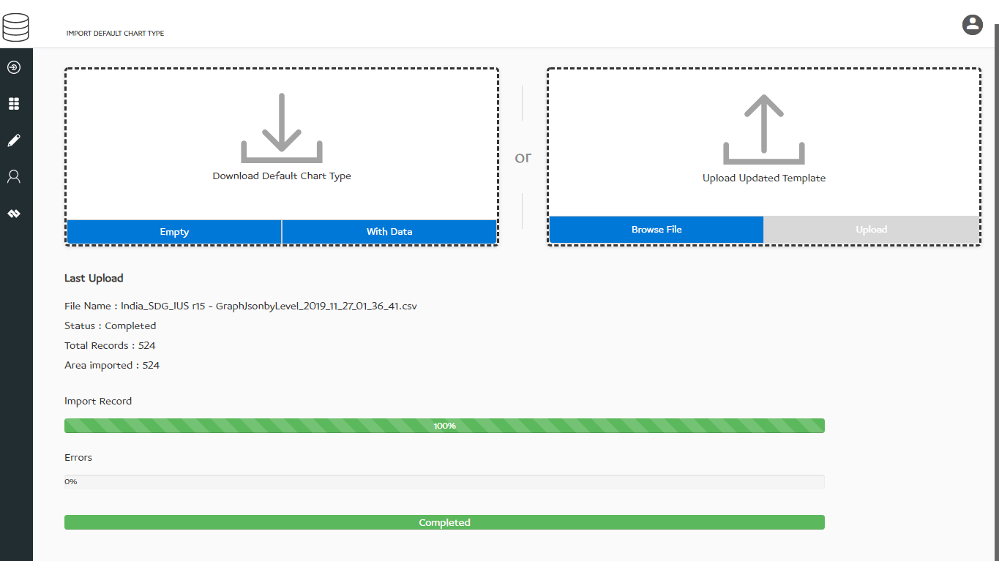 IMPORT DEFAULT CHART TYPE
Download Default Chart Type
Empty
With Data
or
Upload Updated Template
Browse File
Upload
Last Upload
File Name : India_SDG_IUS r15 - GraphJsonbyLevel_2019_11_27_01_36_41.csv
Status : Completed
Total Records : 524
Area imported : 524
Import Record
100%
Errors
0%
Completed